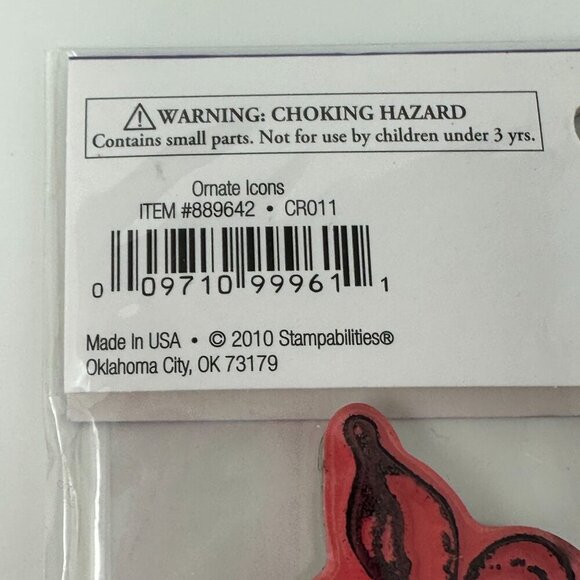 WARNING: CHOKING HAZARD
Contains small parts. Not for use by children under 3 yrs.
Ornate Icons
ITEM #889642 • CR011
0 09710 99961 1
Made In USA • © 2010 Stampabilities®
Oklahoma City, OK 73179